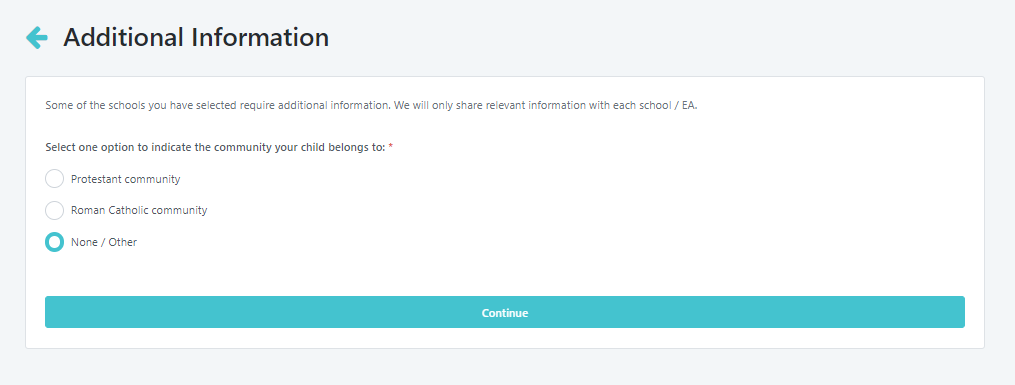 Additional Information
Some of the schools you have selected require additional information. We will only share relevant information with each school / EA.
Select one option to indicate the community your child belongs to: *
Protestant community
Roman Catholic community
None / Other
Continue